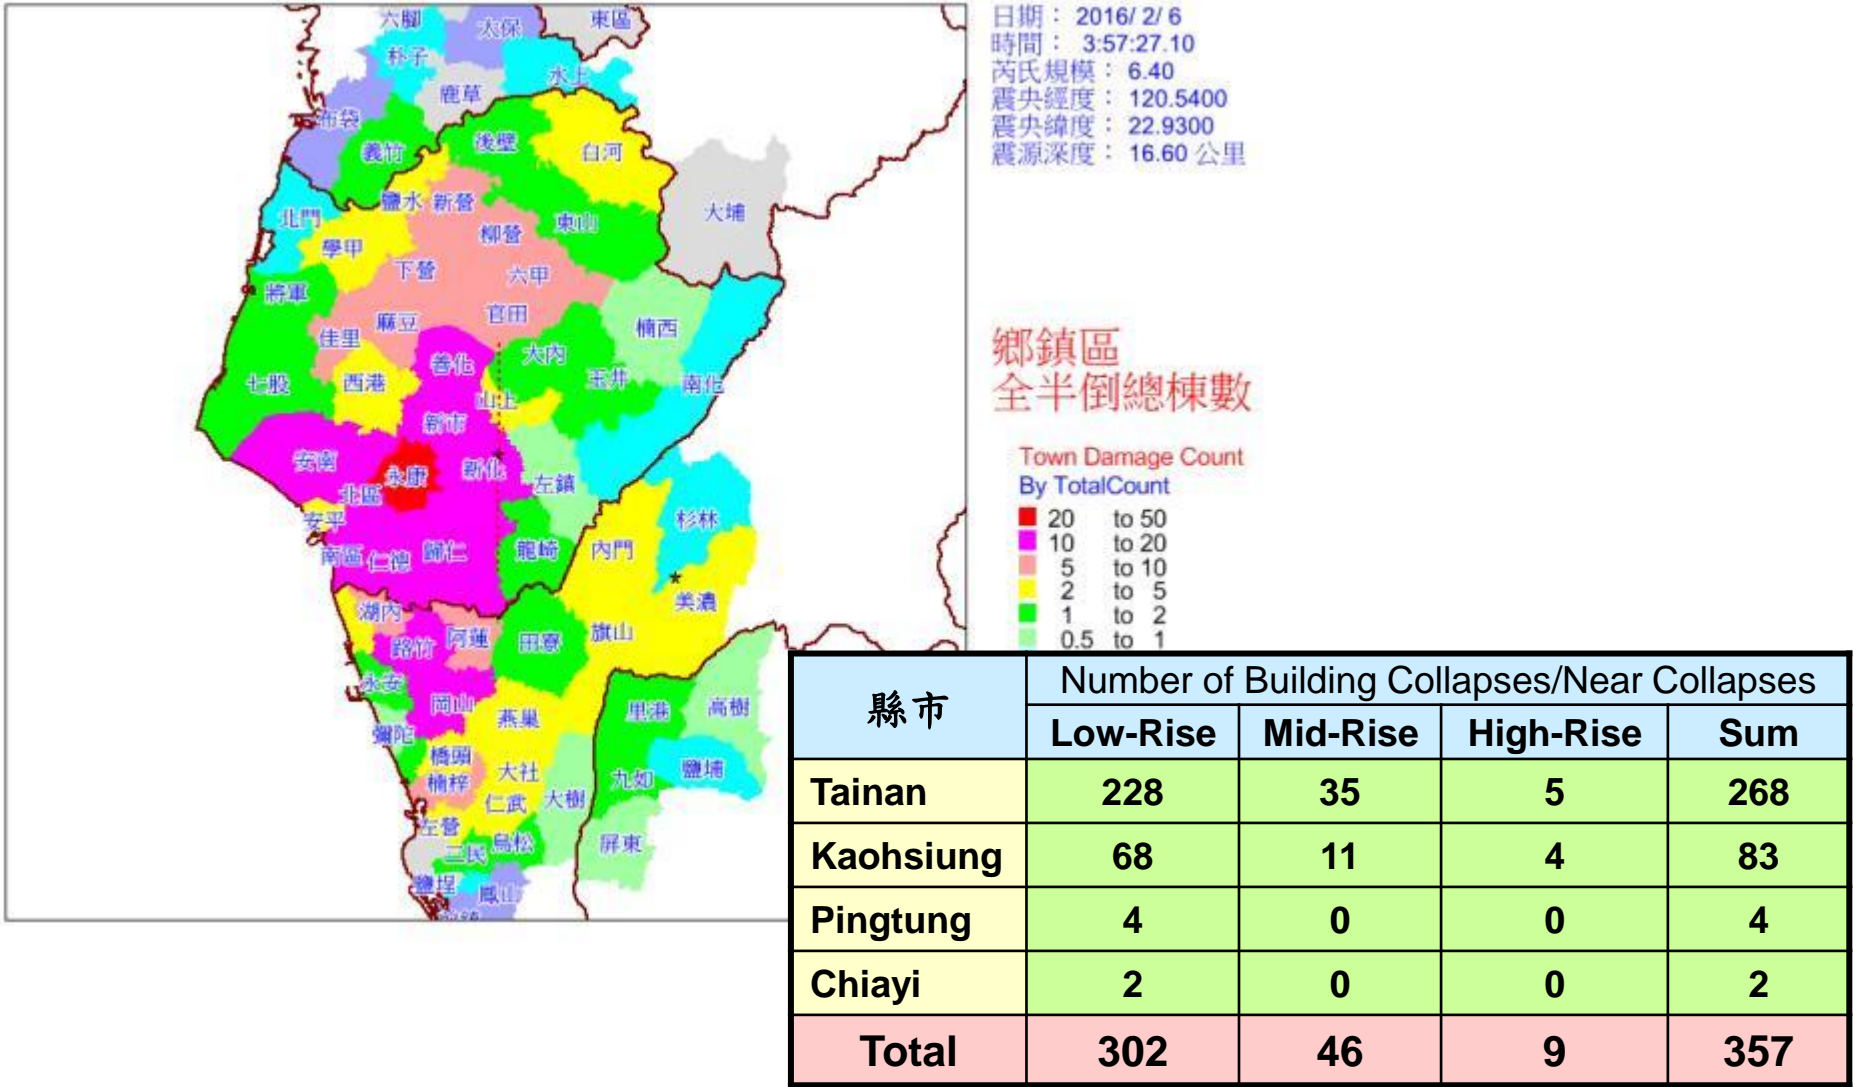 六腳
太保
東區
朴子
水上
鹿草
布袋
義竹
後壁
白河
鹽水
新營
大埔
北門
學甲
柳營
東山
下營
六甲
將軍
麻豆
官田
楠西
佳里
善化
大內
七股
西港
玉井
南化
山上
新市
安南
永康
新化
左鎮
北區
安平
杉林
南區
仁德
歸仁
龍崎
內門
美濃
湖內
路竹
阿蓮
田寮
旗山
永安
岡山
燕巢
里港
高樹
彌陀
橋頭
楠梓
大社
九如
鹽埔
仁武
大樹
左營
三民
鳥松
屏東
鹽埕
鳳山
日期： 2016/ 2/ 6
時間： 3:57:27.10
芮氏規模： 6.40
震央經度： 120.5400
震央緯度： 22.9300
震源深度： 16.60 公里
鄉鎮區
全半倒總棟數
Town Damage Count
By TotalCount
20 to 50
10 to 20
5 to 10
2 to 5
1 to 2
0.5 to 1
縣市 Number of Building Collapses/Near Collapses
Low-Rise Mid-Rise High-Rise Sum
Tainan 228 35 5 268
Kaohsiung 68 11 4 83
Pingtung 4 0 0 4
Chiayi 2 0 0 2
Total 302 46 9 357